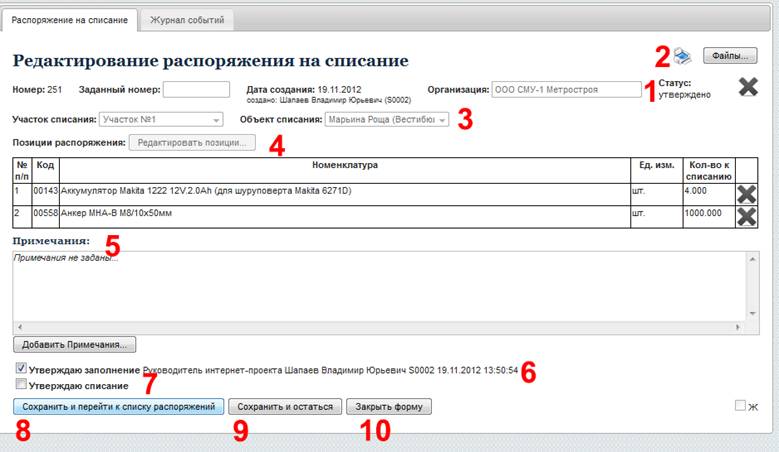 Распоряжение на списание Журнал событий
Редактирование распоряжения на списание 2 Файлы...
Номер: 251 Заданный номер: Дата создания: 19.11.2012 Организация: ООО СМУ-1 Метростроя 1 Статус:
создано: Шапаев Владимир Юрьевич (S0002) утверждено
Участок списания: Участок №1 Объект списания: Марьина Роща (Вестибю 3
Позиции распоряжения: Редактировать позиции... 4
№ п/п Код Номенклатура Ед. изм. Кол-во к списанию
1 00143 Аккумулятор Makita 1222 12V.2.0Ah (для шуруповерта Makita 6271D) шт. 4.000
2 00558 Анкер МНА-В М8/10х50мм шт. 1000.000
Примечания: 5
Примечания не заданы...
Добавить Примечания...
Утверждаю заполнение Руководитель интернет-проекта Шапаев Владимир Юрьевич S0002 19.11.2012 13:50:54 6
Утверждаю списание 7
Сохранить и перейти к списку распоряжений Сохранить и остаться Закрыть форму Ж
8 9 10